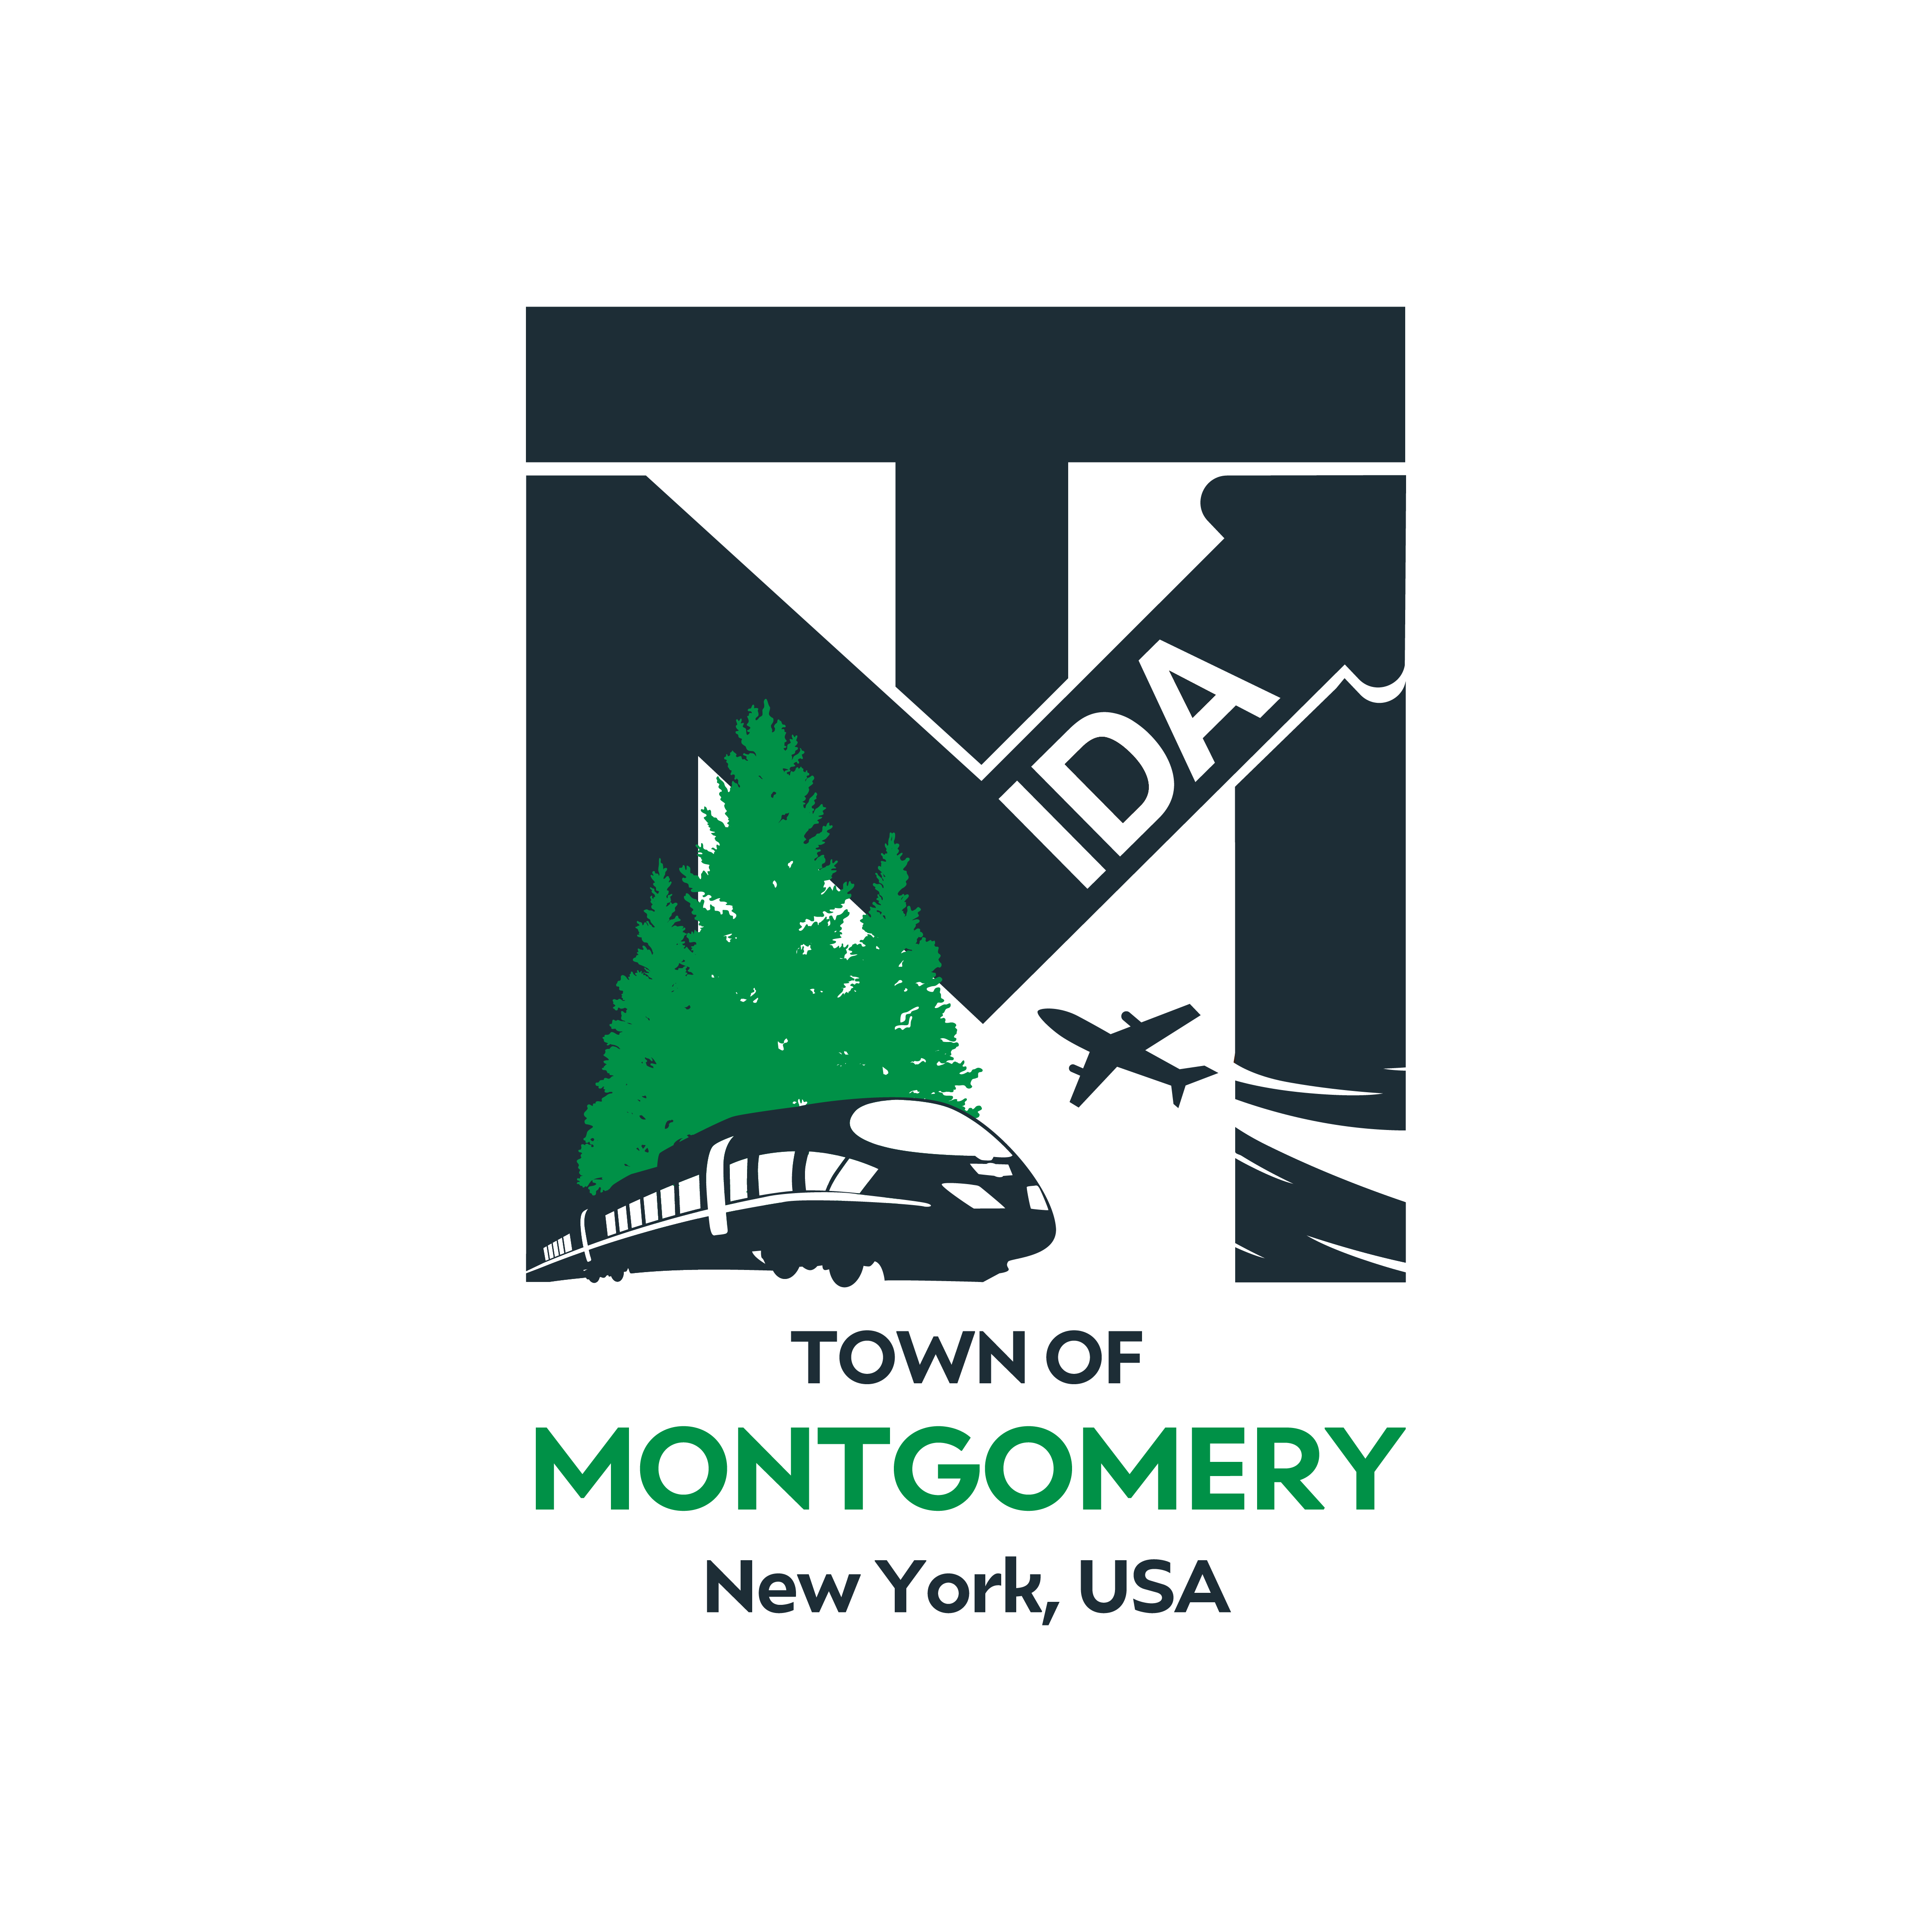 IDA
TOWN OF
MONTGOMERY
New York, USA